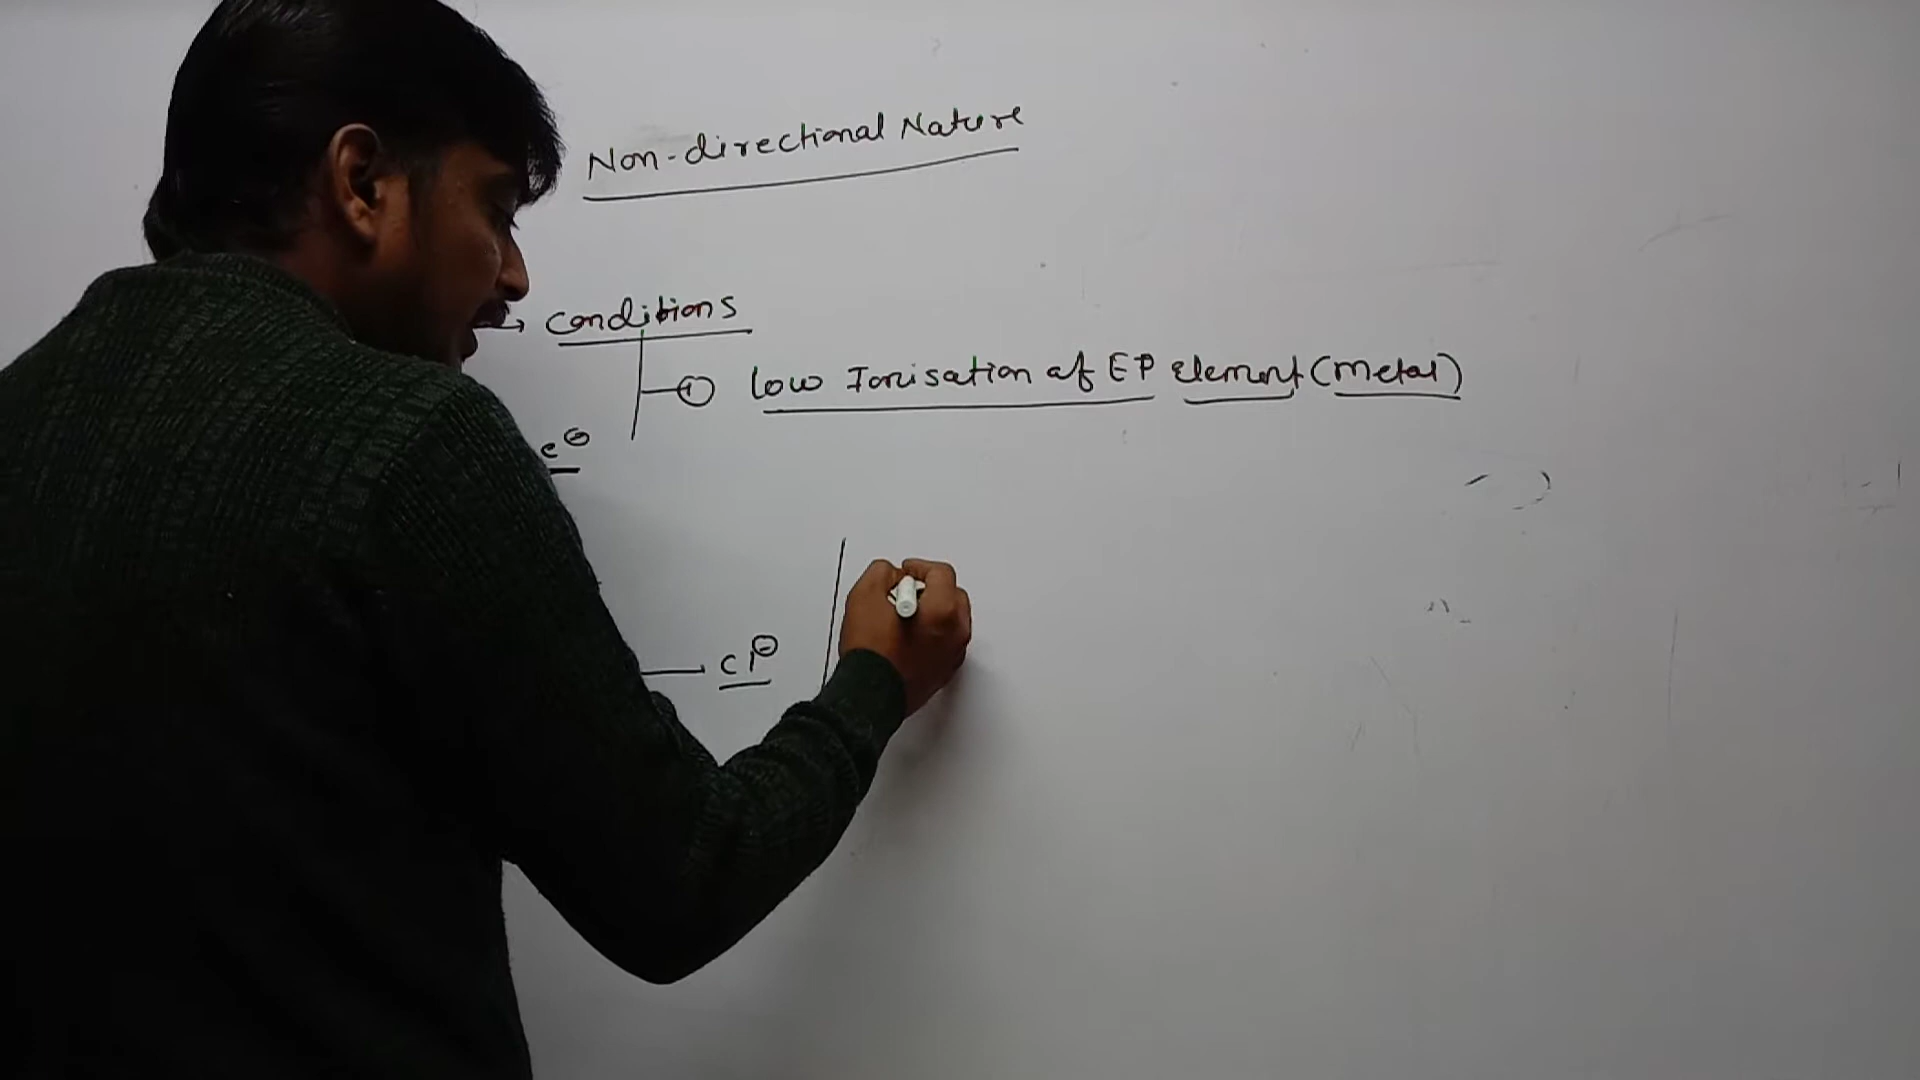 Non-directional Nature
→ Conditions
① Low Ionisation of EP Element (Metal)
e⊖
— Cl⊖